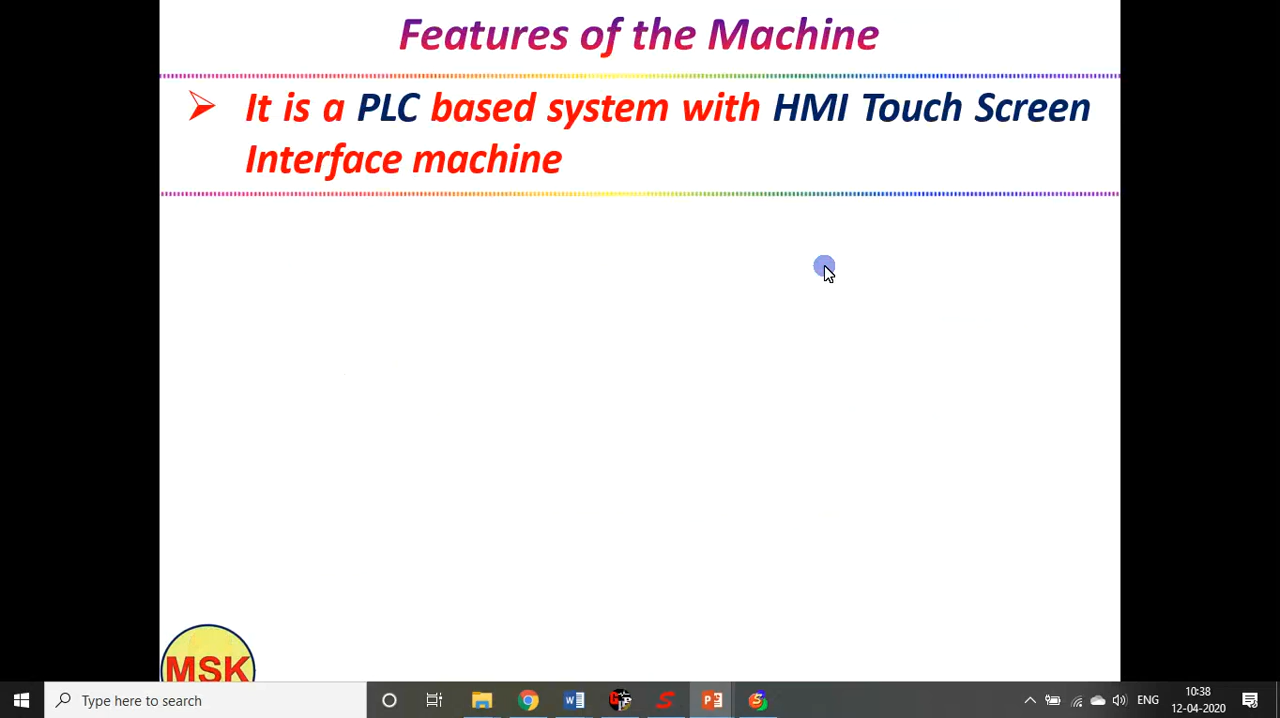 Features of the Machine
It is a PLC based system with HMI Touch Screen
Interface machine
MSK
Type here to search
ENG
10:38
12-04-2020